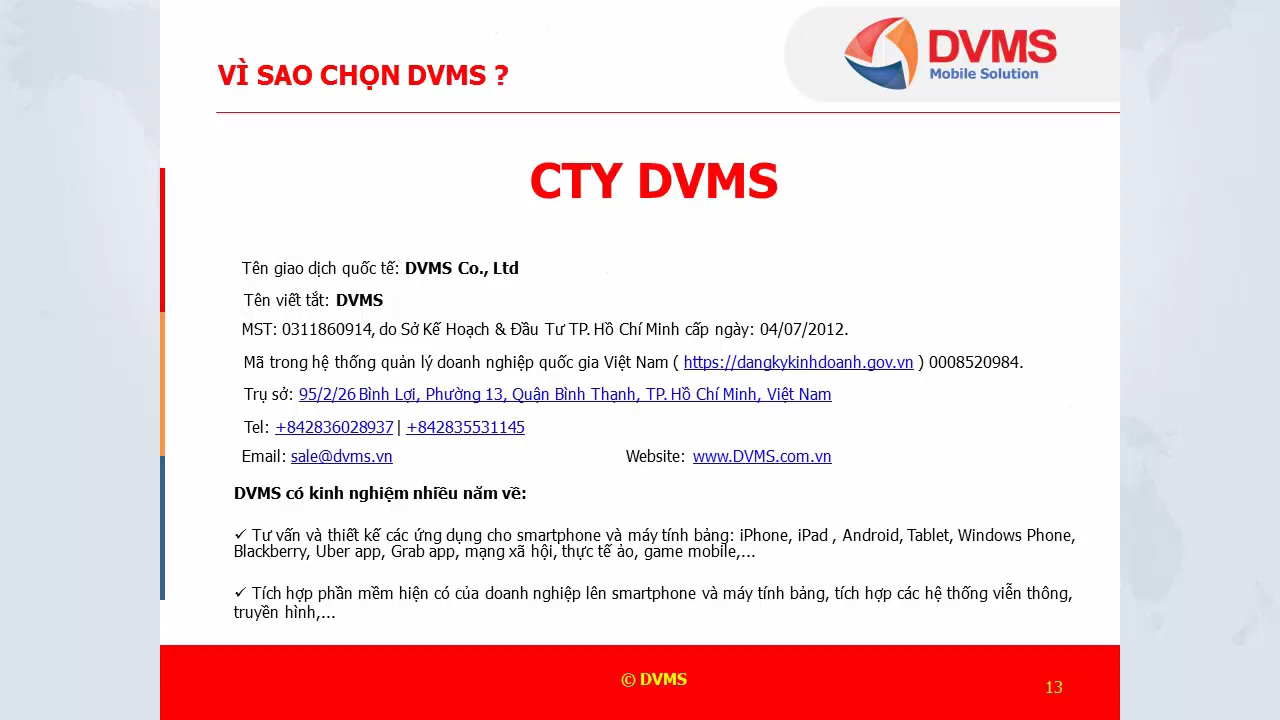 DVMS
Mobile Solution
VÌ SAO CHỌN DVMS ?
CTY DVMS
Tên giao dịch quốc tế: DVMS Co., Ltd
Tên viết tắt: DVMS
MST: 0311860914, do Sở Kế Hoạch & Đầu Tư TP. Hồ Chí Minh cấp ngày: 04/07/2012.
Mã trong hệ thống quản lý doanh nghiệp quốc gia Việt Nam ( https://dangkykinhdoanh.gov.vn ) 0008520984.
Trụ sở: 95/2/26 Bình Lợi, Phường 13, Quận Bình Thạnh, TP. Hồ Chí Minh, Việt Nam
Tel: +842836028937 | +842835531145
Email: sale@dvms.vn Website: www.DVMS.com.vn
DVMS có kinh nghiệm nhiều năm về:
✓ Tư vấn và thiết kế các ứng dụng cho smartphone và máy tính bảng: iPhone, iPad , Android, Tablet, Windows Phone,
Blackberry, Uber app, Grab app, mạng xã hội, thực tế ảo, game mobile,...
✓ Tích hợp phần mềm hiện có của doanh nghiệp lên smartphone và máy tính bảng, tích hợp các hệ thống viễn thông,
truyền hình,...
© DVMS
13